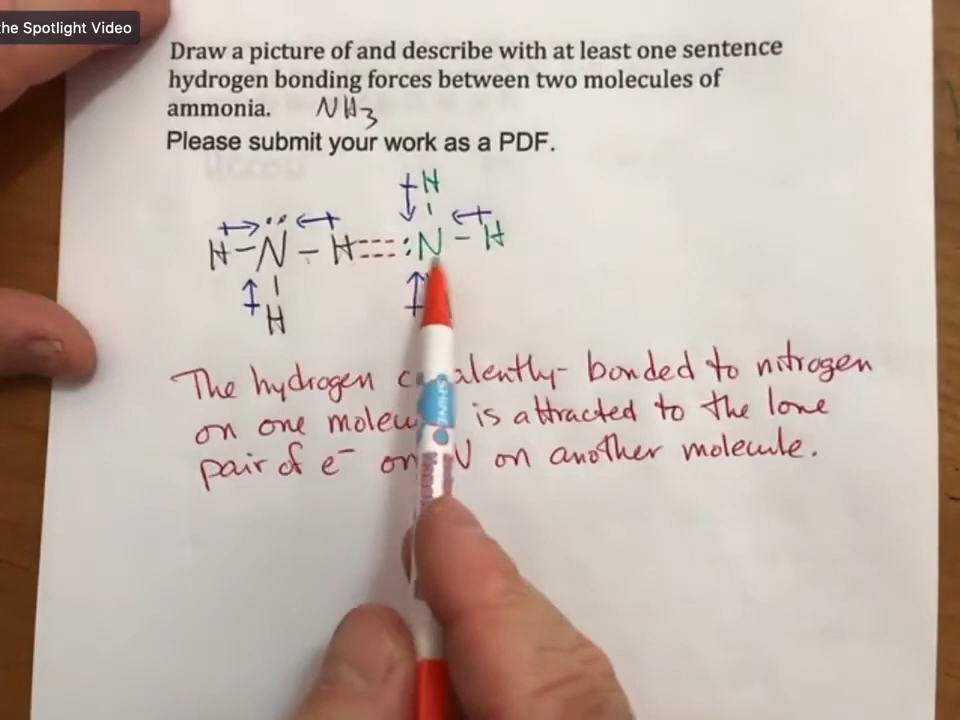 the Spotlight Video
Draw a picture of and describe with at least one sentence
hydrogen bonding forces between two molecules of
ammonia. NH3
Please submit your work as a PDF.
H
H-N-H :N-H
H
The hydrogen alently- bonded to nitrogen
on one is attracted to the lone
pair of e- on N on another molecule.
SHINE